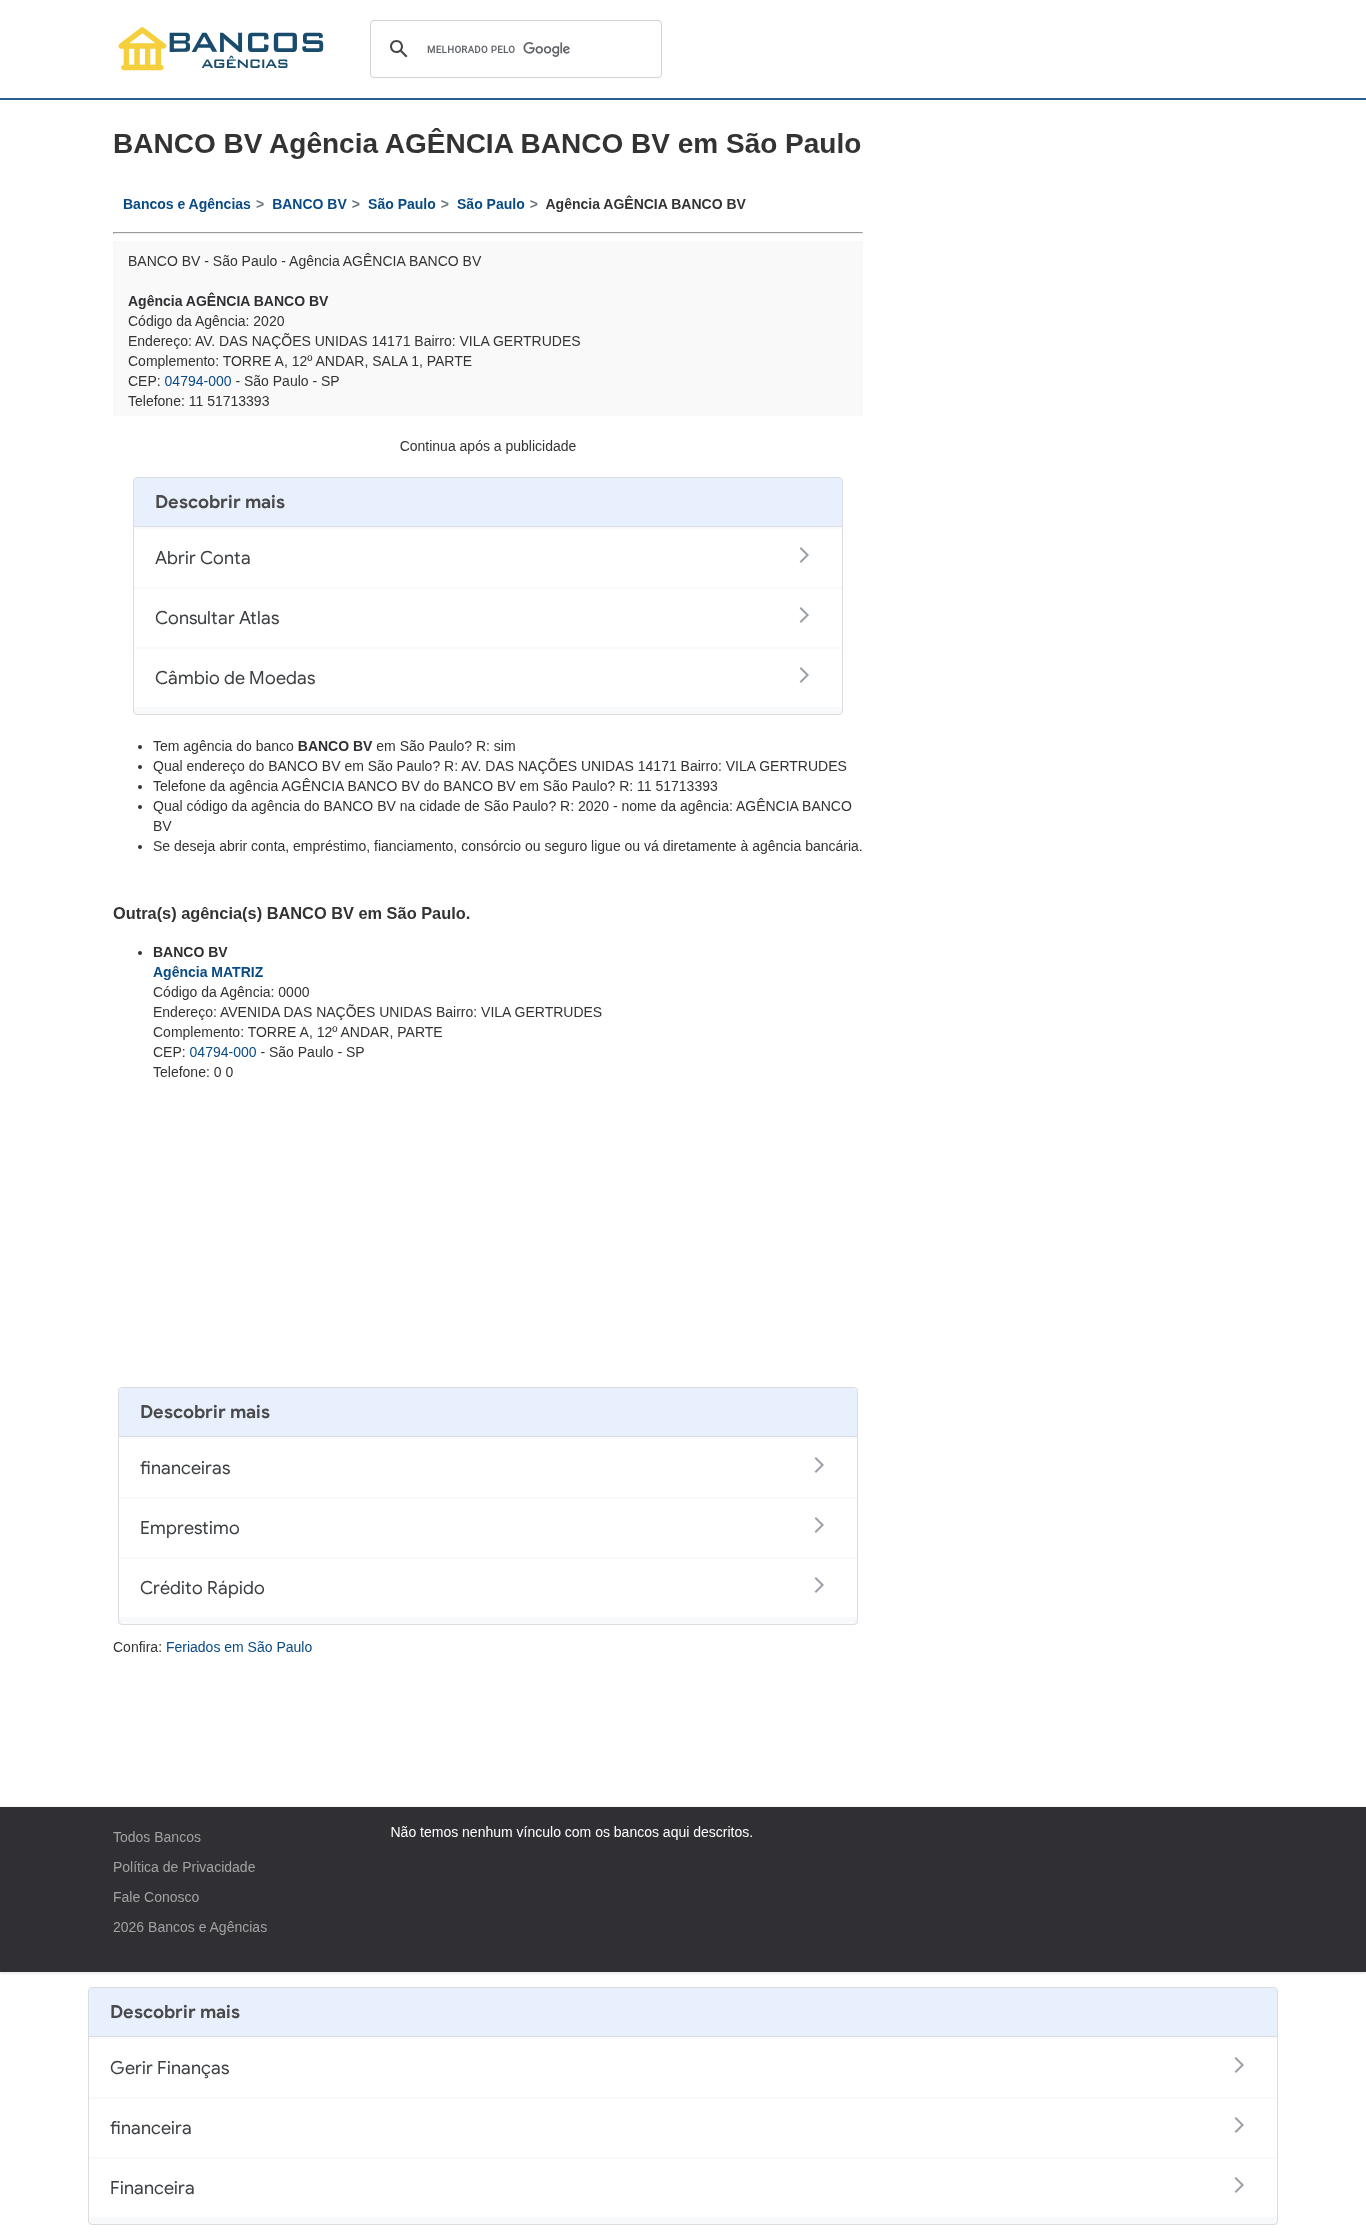 BANCOS
AGÊNCIAS
MELHORADO PELO Google
BANCO BV Agência AGÊNCIA BANCO BV em São Paulo
Bancos e Agências > BANCO BV > São Paulo > São Paulo > Agência AGÊNCIA BANCO BV
BANCO BV - São Paulo - Agência AGÊNCIA BANCO BV
Agência AGÊNCIA BANCO BV
Código da Agência: 2020
Endereço: AV. DAS NAÇÕES UNIDAS 14171 Bairro: VILA GERTRUDES
Complemento: TORRE A, 12º ANDAR, SALA 1, PARTE
CEP: 04794-000 - São Paulo - SP
Telefone: 11 51713393
Continua após a publicidade
Descobrir mais
Abrir Conta
Consultar Atlas
Câmbio de Moedas
• Tem agência do banco BANCO BV em São Paulo? R: sim
• Qual endereço do BANCO BV em São Paulo? R: AV. DAS NAÇÕES UNIDAS 14171 Bairro: VILA GERTRUDES
• Telefone da agência AGÊNCIA BANCO BV do BANCO BV em São Paulo? R: 11 51713393
• Qual código da agência do BANCO BV na cidade de São Paulo? R: 2020 - nome da agência: AGÊNCIA BANCO
BV
• Se deseja abrir conta, empréstimo, fianciamento, consórcio ou seguro ligue ou vá diretamente à agência bancária.
Outra(s) agência(s) BANCO BV em São Paulo.
• BANCO BV
Agência MATRIZ
Código da Agência: 0000
Endereço: AVENIDA DAS NAÇÕES UNIDAS Bairro: VILA GERTRUDES
Complemento: TORRE A, 12º ANDAR, PARTE
CEP: 04794-000 - São Paulo - SP
Telefone: 0 0
Descobrir mais
financeiras
Emprestimo
Crédito Rápido
Confira: Feriados em São Paulo
Todos Bancos
Política de Privacidade
Fale Conosco
2026 Bancos e Agências
Não temos nenhum vínculo com os bancos aqui descritos.
Descobrir mais
Gerir Finanças
financeira
Financeira